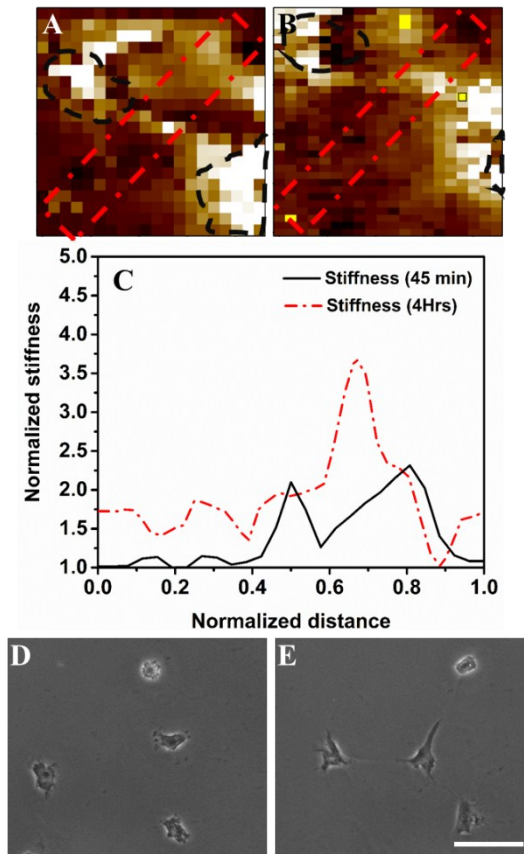 A B
5.0
C
Stiffness (45 min)
Stiffness (4Hrs)
4.5
4.0
3.5
3.0
2.5
2.0
1.5
1.0
Normalized stiffness
0.0 0.2 0.4 0.6 0.8 1.0
Normalized distance
D E